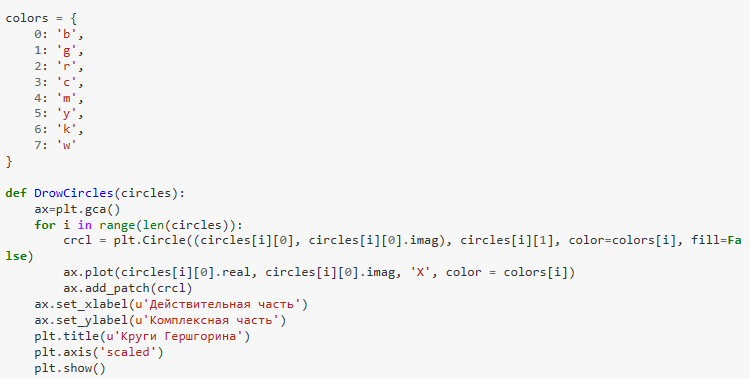 colors = {
    0: 'b',
    1: 'g',
    2: 'r',
    3: 'c',
    4: 'm',
    5: 'y',
    6: 'k',
    7: 'w'
}

def DrowCircles(circles):
    ax=plt.gca()
    for i in range(len(circles)):
        crcl = plt.Circle((circles[i][0], circles[i][0].imag), circles[i][1], color=colors[i], fill=Fa
lse)
        ax.plot(circles[i][0].real, circles[i][0].imag, 'X', color = colors[i])
        ax.add_patch(crcl)
    ax.set_xlabel(u'Действительная часть')
    ax.set_ylabel(u'Комплексная часть')
    plt.title(u'Круги Гершгорина')
    plt.axis('scaled')
    plt.show()